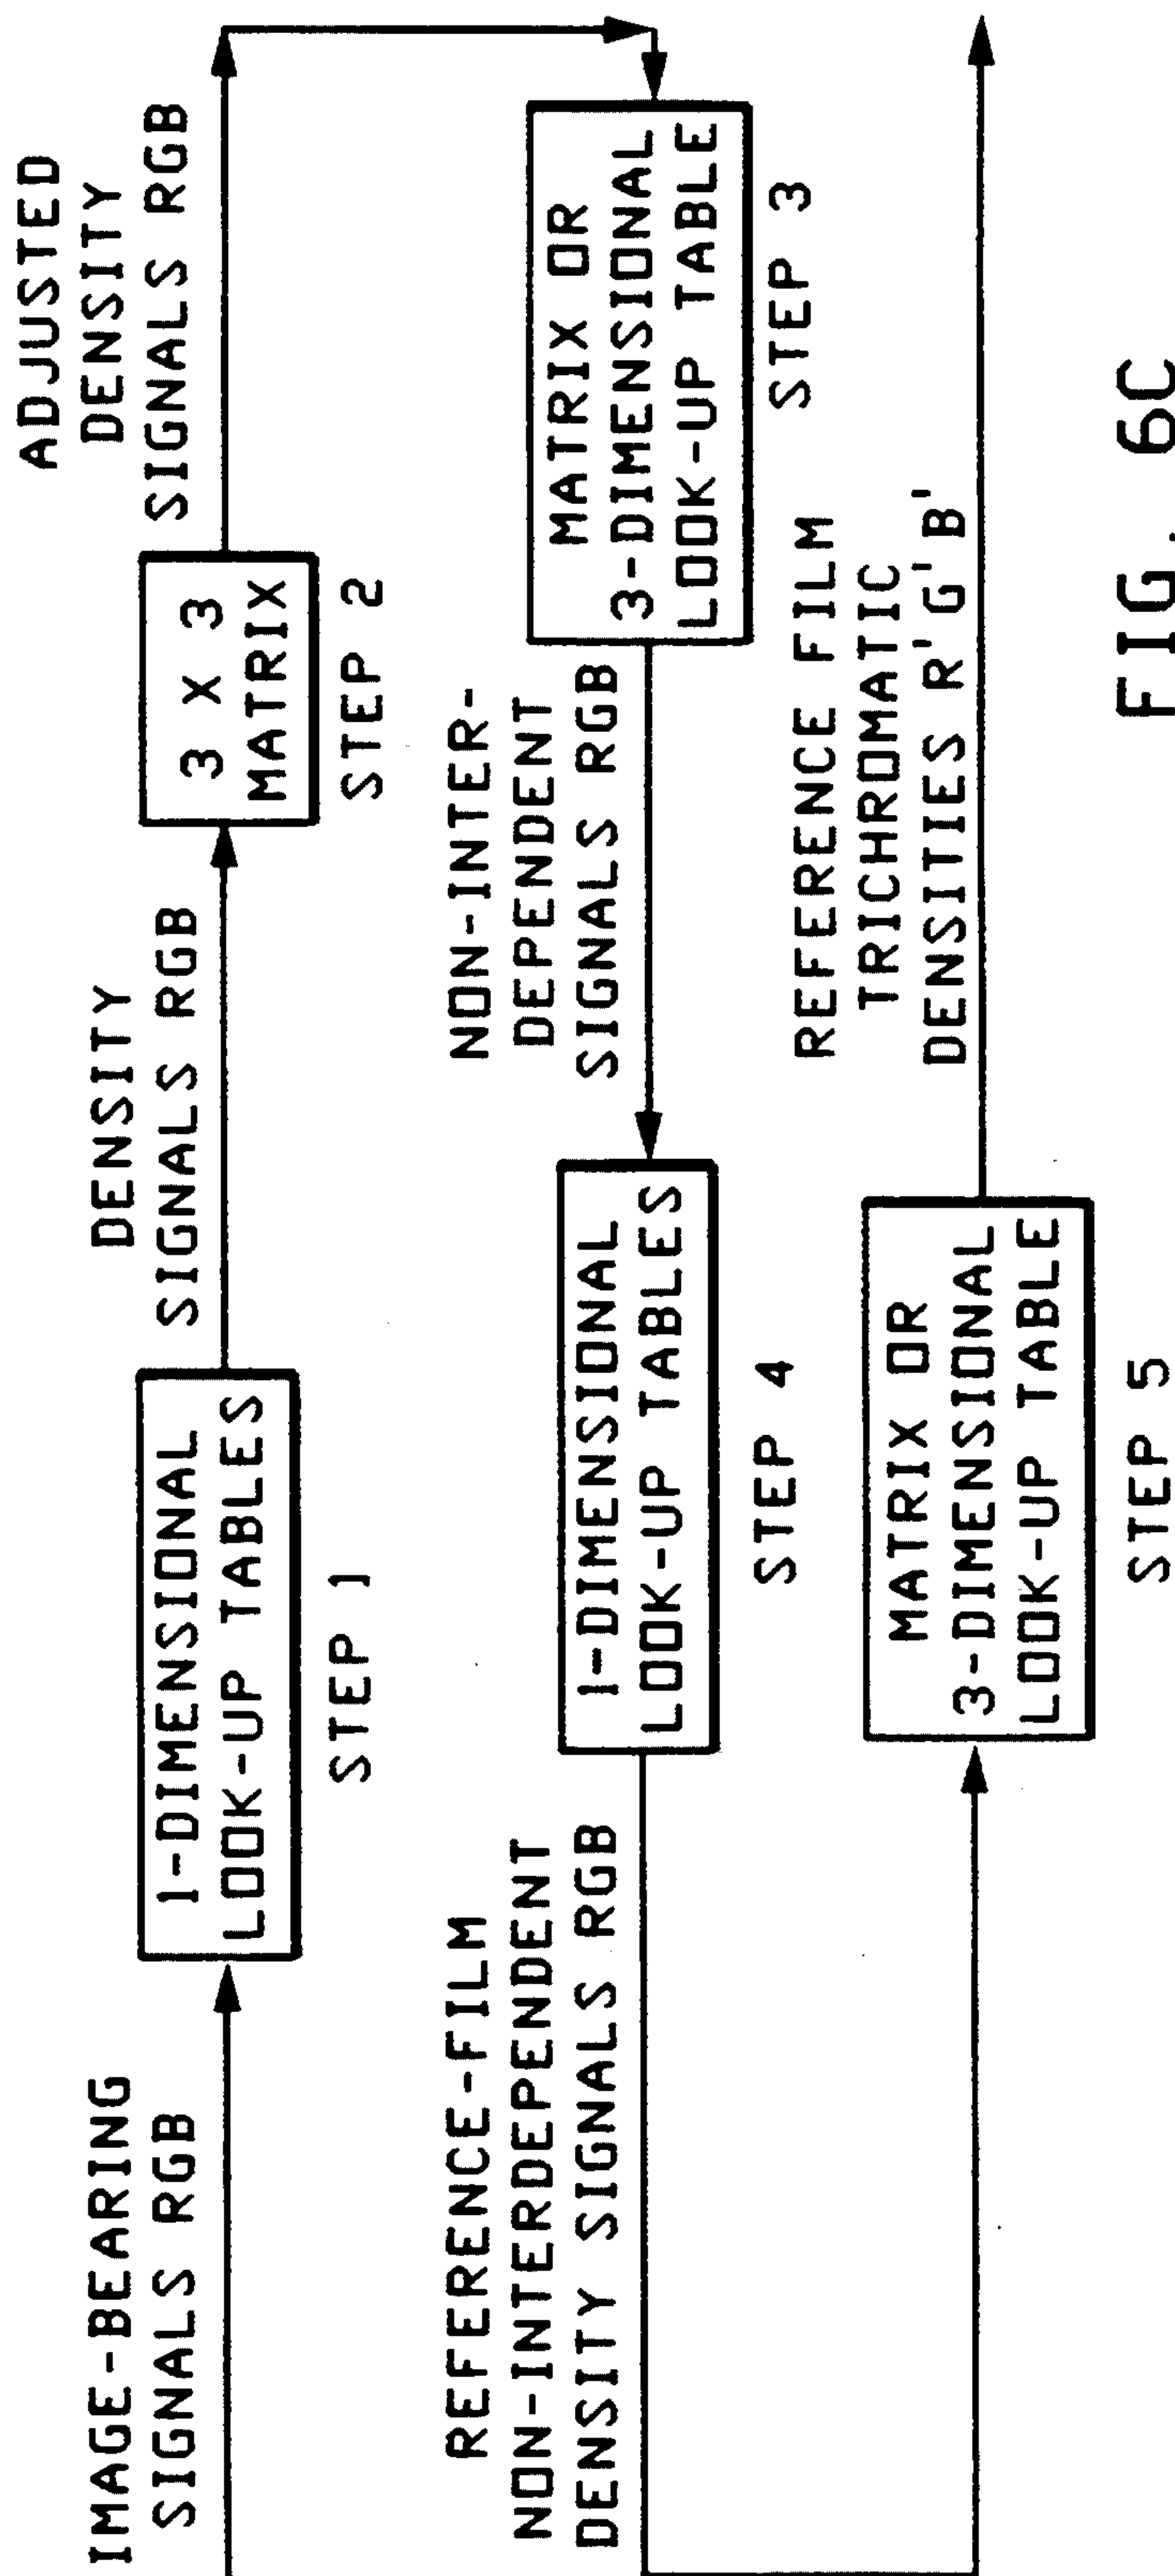 IMAGE-BEARING
SIGNALS RGB
1-DIMENSIONAL
LOOK-UP TABLES
STEP 1
DENSITY
SIGNALS RGB
3 X 3
MATRIX
STEP 2
ADJUSTED
DENSITY
SIGNALS RGB
MATRIX OR
3-DIMENSIONAL
LOOK-UP TABLE
STEP 3
NON-INTER-
DEPENDENT
SIGNALS RGB
1-DIMENSIONAL
LOOK-UP TABLES
STEP 4
REFERENCE-FILM
NON-INTERDEPENDENT
DENSITY SIGNALS RGB
MATRIX OR
3-DIMENSIONAL
LOOK-UP TABLE
STEP 5
REFERENCE FILM
TRICHROMATIC
DENSITIES R'G'B'
FIG. 6C